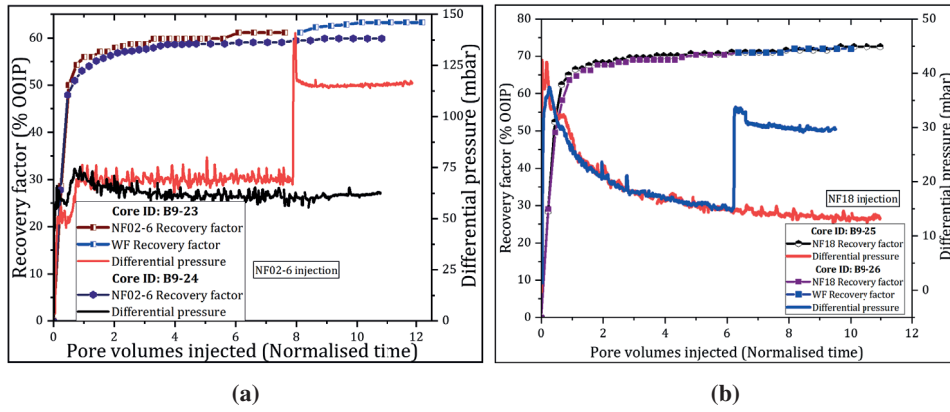 Recovery factor (% OOIP)
60
50
40
30
20
10
0
150
125
100
75
50
25
0
Differential pressure (mbar)
Core ID: B9-23
NF02-6 Recovery factor
WF Recovery factor
Differential pressure
Core ID: B9-24
NF02-6 Recovery factor
Differential pressure
NF02-6 injection
0 2 4 6 8 10 12
Pore volumes injected (Normalised time)
(a)
Recovery factor (% OOIP)
80
70
60
50
40
30
20
10
0
50
40
30
20
10
0
Differential pressure (mbar)
NF18 injection
Core ID: B9-25
NF18 Recovery factor
Differential pressure
Core ID: B9-26
NF18 Recovery factor
WF Recovery factor
Differential pressure
0 2 4 6 8 10 12
Pore volumes injected (Normalised time)
(b)